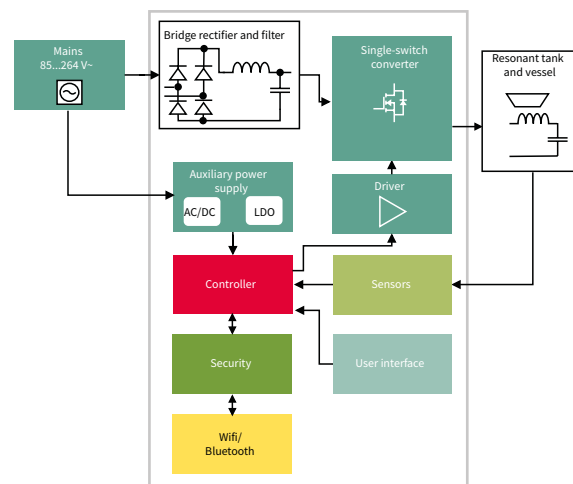 Mains
85...264 V~
Bridge rectifier and filter
Single-switch
converter
Resonant tank
and vessel
Auxiliary power
supply
AC/DC
LDO
Driver
Controller
Sensors
Security
User interface
Wifi/
Bluetooth